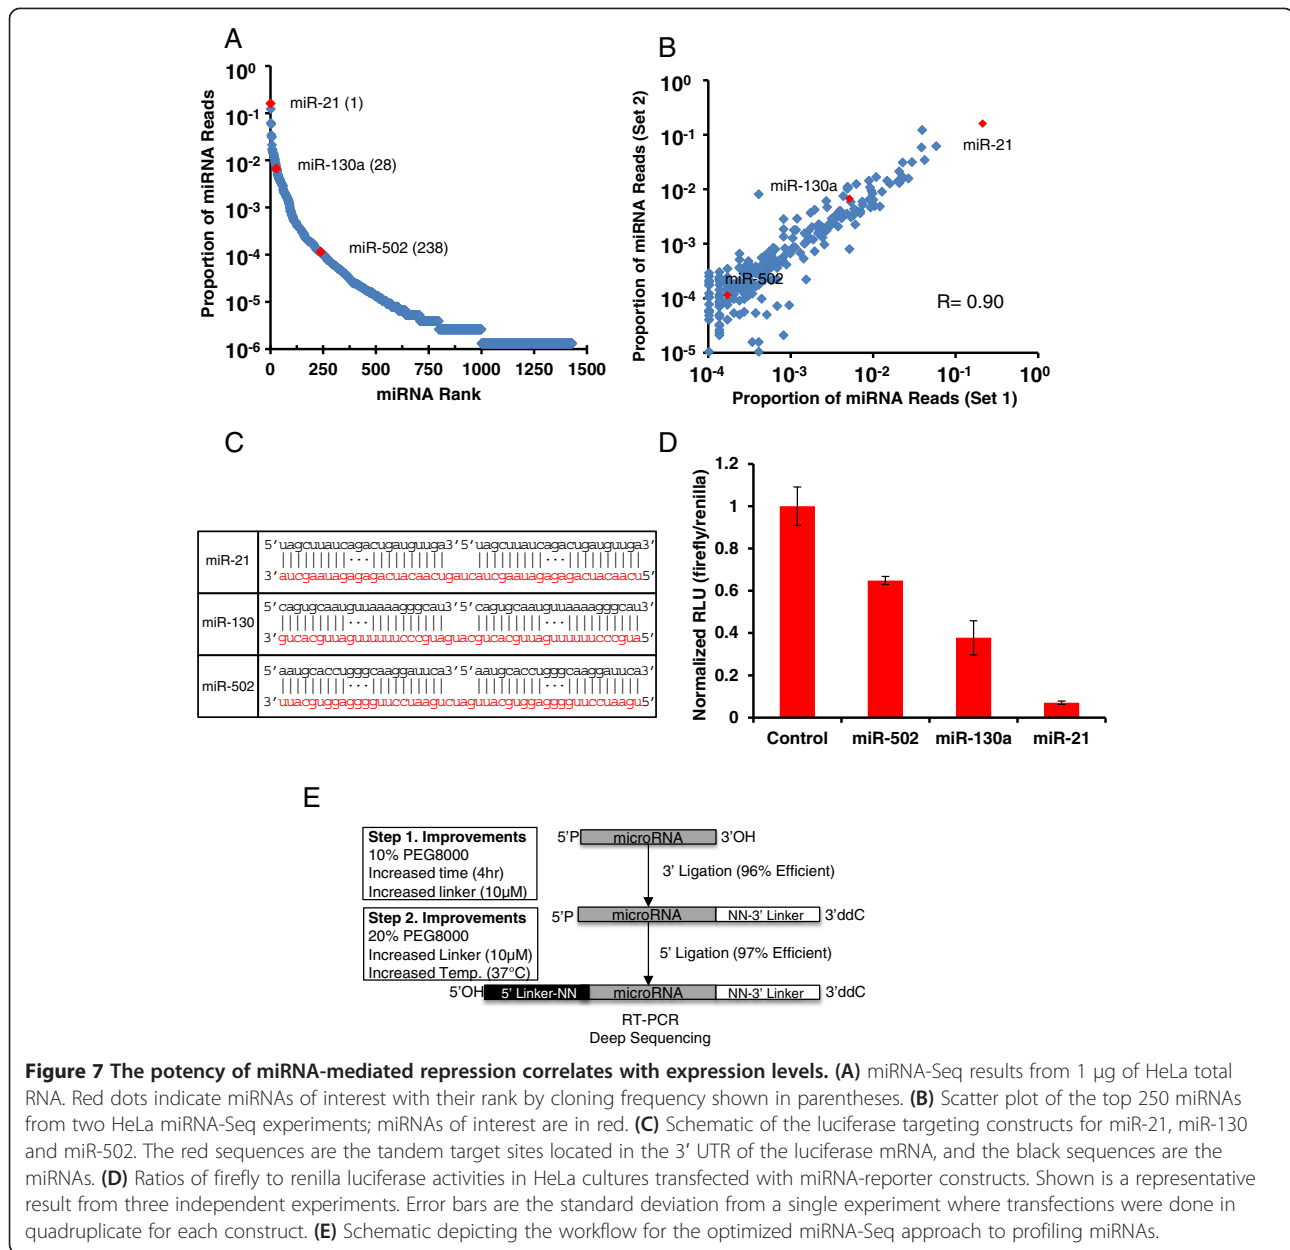 A
10⁰
10⁻¹
10⁻²
10⁻³
10⁻⁴
10⁻⁵
10⁻⁶
Proportion of miRNA Reads
miR-21 (1)
miR-130a (28)
miR-502 (238)
0 250 500 750 1000 1250 1500
miRNA Rank
B
10⁰
10⁻¹
10⁻²
10⁻³
10⁻⁴
10⁻⁵
Proportion of miRNA Reads (Set 2)
miR-21
miR-130a
miR-502
R= 0.90
10⁻⁴ 10⁻³ 10⁻² 10⁻¹ 10⁰
Proportion of miRNA Reads (Set 1)
C
miR-21
5′uagcuuaucagacugauguuga3′ 5′uagcuuaucagacugauguuga3′
3′aucgaauagagagacuacaacugaucaucgaauagagagacuacaacu5′
miR-130
5′cagugcaauguuaaaagggcau3′ 5′cagugcaauguuaaaagggcau3′
3′gucacguuaguuuuuucccguaguacgucacguuaguuuuuucccgua5′
miR-502
5′aaugcaccugggcaaggauuca3′ 5′aaugcaccugggcaaggauuca3′
3′uuacguggagggguuccuaagucuaguuacguggagggguuccuaagu5′
D
1.2
1
0.8
0.6
0.4
0.2
0
Normalized RLU (firefly/renilla)
Control miR-502 miR-130a miR-21
E
Step 1. Improvements
10% PEG8000
Increased time (4hr)
Increased linker (10µM)
5′P microRNA 3′OH
3′ Ligation (96% Efficient)
Step 2. Improvements
20% PEG8000
Increased Linker (10µM)
Increased Temp. (37°C)
5′P microRNA NN-3′ Linker 3′ddC
5′ Ligation (97% Efficient)
5′OH 5′ Linker-NN microRNA NN-3′ Linker 3′ddC
RT-PCR
Deep Sequencing
Figure 7 The potency of miRNA-mediated repression correlates with expression levels. (A) miRNA-Seq results from 1 μg of HeLa total
RNA. Red dots indicate miRNAs of interest with their rank by cloning frequency shown in parentheses. (B) Scatter plot of the top 250 miRNAs
from two HeLa miRNA-Seq experiments; miRNAs of interest are in red. (C) Schematic of the luciferase targeting constructs for miR-21, miR-130
and miR-502. The red sequences are the tandem target sites located in the 3′ UTR of the luciferase mRNA, and the black sequences are the
miRNAs. (D) Ratios of firefly to renilla luciferase activities in HeLa cultures transfected with miRNA-reporter constructs. Shown is a representative
result from three independent experiments. Error bars are the standard deviation from a single experiment where transfections were done in
quadruplicate for each construct. (E) Schematic depicting the workflow for the optimized miRNA-Seq approach to profiling miRNAs.